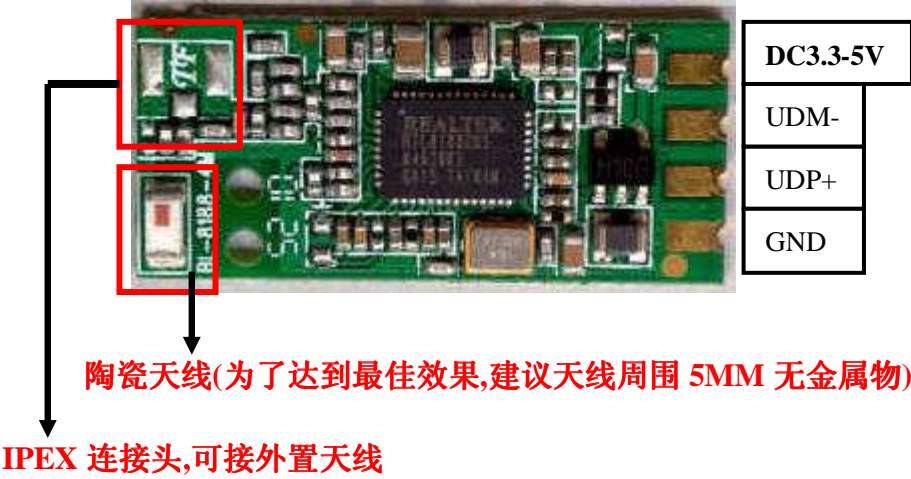 DC3.3-5V
UDM-
UDP+
GND
REALTEK
BL-8188-
陶瓷天线(为了达到最佳效果,建议天线周围 5MM 无金属物)
IPEX 连接头,可接外置天线